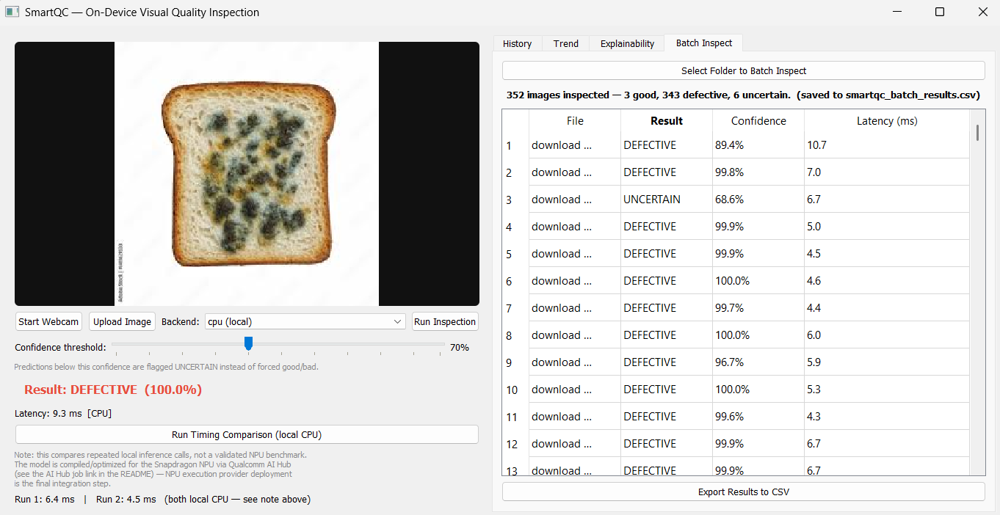 SmartQC — On-Device Visual Quality Inspection
Start Webcam
Upload Image
Backend:
cpu (local)
Run Inspection
Confidence threshold:
70%
Predictions below this confidence are flagged UNCERTAIN instead of forced good/bad.
Result: DEFECTIVE (100.0%)
Latency: 9.3 ms [CPU]
Run Timing Comparison (local CPU)
Note: this compares repeated local inference calls, not a validated NPU benchmark.
The model is compiled/optimized for the Snapdragon NPU via Qualcomm AI Hub
(see the AI Hub job link in the README) — NPU execution provider deployment
is the final integration step.
Run 1: 6.4 ms | Run 2: 4.5 ms (both local CPU — see note above)
History
Trend
Explainability
Batch Inspect
Select Folder to Batch Inspect
352 images inspected — 3 good, 343 defective, 6 uncertain. (saved to smartqc_batch_results.csv)
File Result Confidence Latency (ms)
1 download ... DEFECTIVE 89.4% 10.7
2 download ... DEFECTIVE 99.8% 7.0
3 download ... UNCERTAIN 68.6% 6.7
4 download ... DEFECTIVE 99.9% 5.0
5 download ... DEFECTIVE 99.9% 4.5
6 download ... DEFECTIVE 100.0% 4.6
7 download ... DEFECTIVE 99.7% 4.4
8 download ... DEFECTIVE 100.0% 6.0
9 download ... DEFECTIVE 96.7% 5.9
10 download ... DEFECTIVE 100.0% 5.3
11 download ... DEFECTIVE 99.6% 4.3
12 download ... DEFECTIVE 99.9% 6.7
13 download ... DEFECTIVE 99.9% 6.7
Export Results to CSV